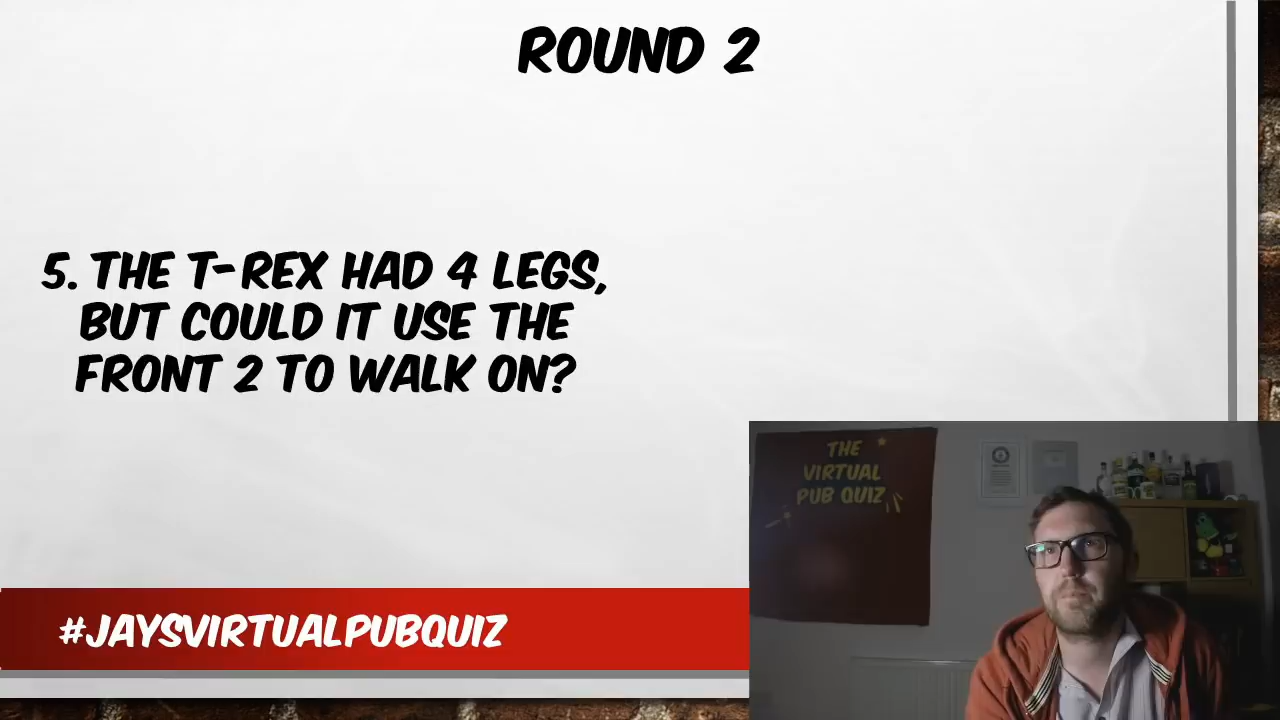 ROUND 2
5. THE T-REX HAD 4 LEGS,
BUT COULD IT USE THE
FRONT 2 TO WALK ON?
THE
VIRTUAL
PUB QUIZ
#JAYSVIRTUALPUBQUIZ